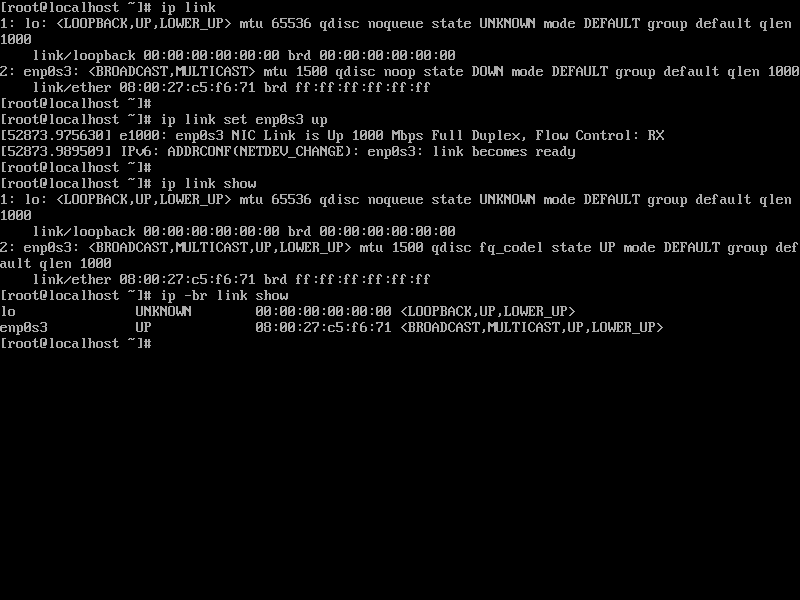 [root@localhost ~]# ip link
1: lo: <LOOPBACK,UP,LOWER_UP> mtu 65536 qdisc noqueue state UNKNOWN mode DEFAULT group default qlen
1000
    link/loopback 00:00:00:00:00:00 brd 00:00:00:00:00:00
2: enp0s3: <BROADCAST,MULTICAST> mtu 1500 qdisc noop state DOWN mode DEFAULT group default qlen 1000
    link/ether 08:00:27:c5:f6:71 brd ff:ff:ff:ff:ff:ff
[root@localhost ~]#
[root@localhost ~]# ip link set enp0s3 up
[52873.975630] e1000: enp0s3 NIC Link is Up 1000 Mbps Full Duplex, Flow Control: RX
[52873.989509] IPv6: ADDRCONF(NETDEV_CHANGE): enp0s3: link becomes ready
[root@localhost ~]#
[root@localhost ~]# ip link show
1: lo: <LOOPBACK,UP,LOWER_UP> mtu 65536 qdisc noqueue state UNKNOWN mode DEFAULT group default qlen
1000
    link/loopback 00:00:00:00:00:00 brd 00:00:00:00:00:00
2: enp0s3: <BROADCAST,MULTICAST,UP,LOWER_UP> mtu 1500 qdisc fq_codel state UP mode DEFAULT group def
ault qlen 1000
    link/ether 08:00:27:c5:f6:71 brd ff:ff:ff:ff:ff:ff
[root@localhost ~]# ip -br link show
lo               UNKNOWN        00:00:00:00:00:00 <LOOPBACK,UP,LOWER_UP>
enp0s3           UP             08:00:27:c5:f6:71 <BROADCAST,MULTICAST,UP,LOWER_UP>
[root@localhost ~]#